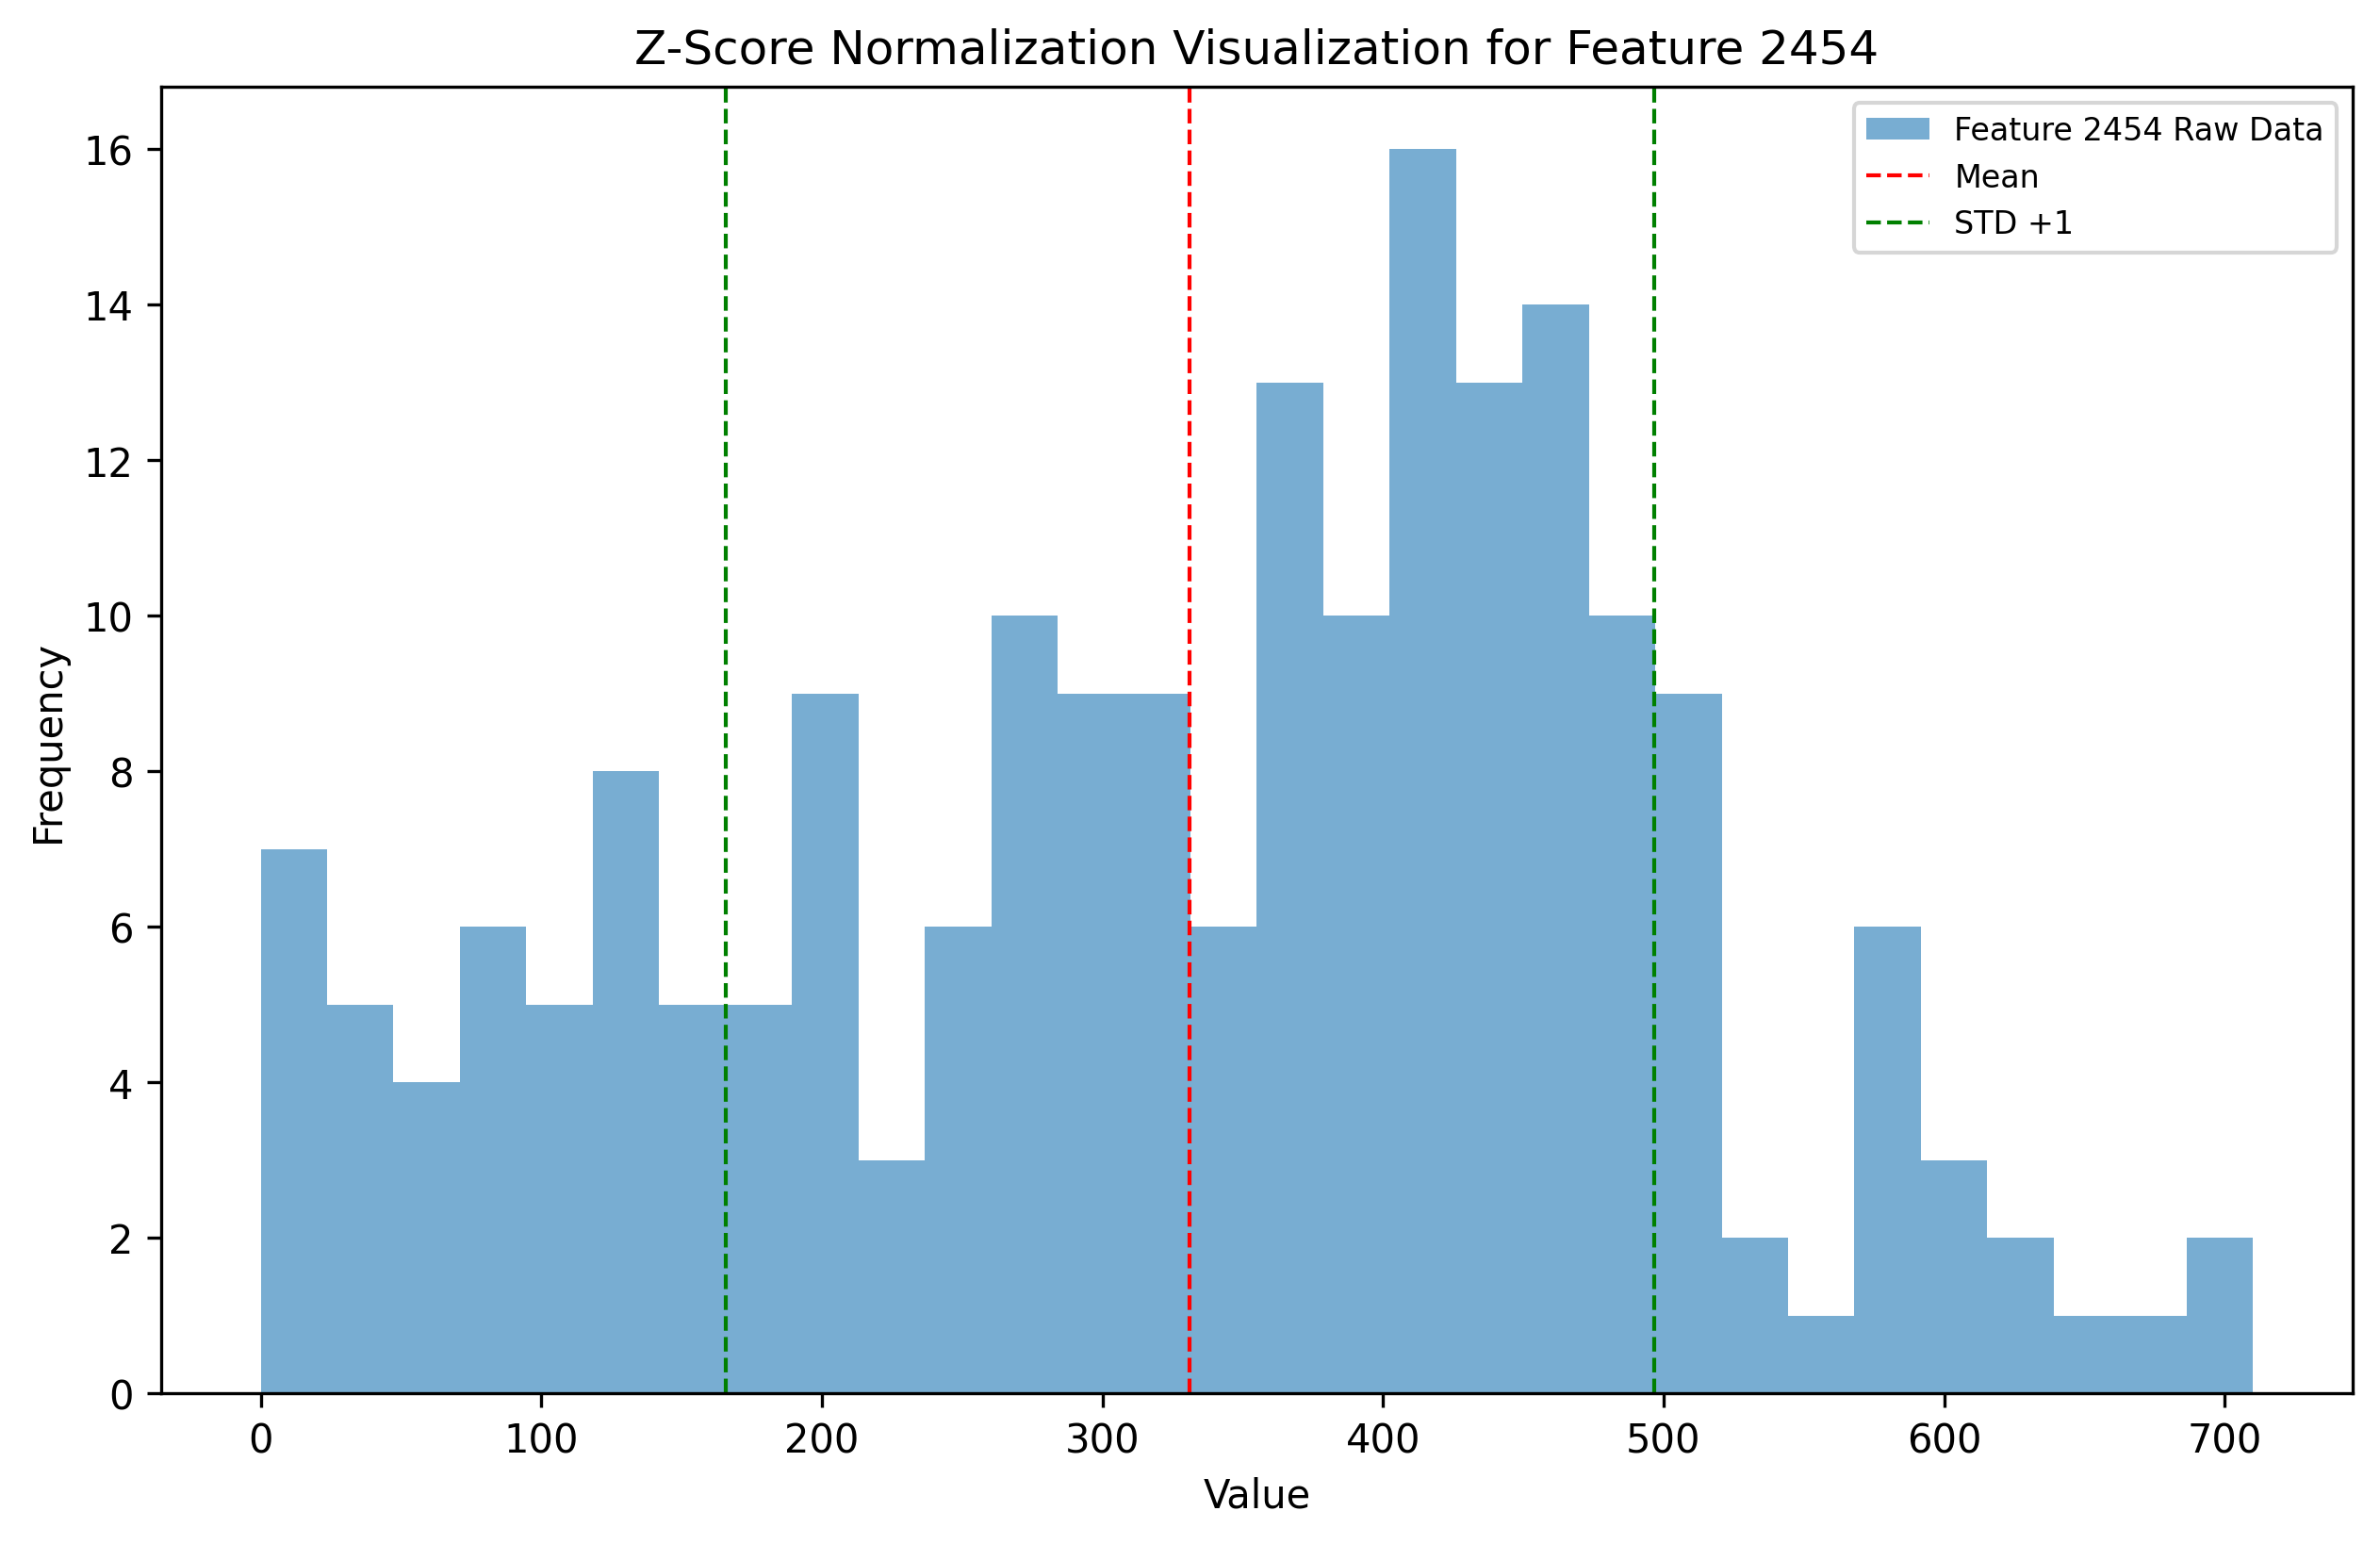 Z-Score Normalization Visualization for Feature 2454
Feature 2454 Raw Data
Mean
STD +1
16
14
12
10
8
6
4
2
0
Frequency
0 100 200 300 400 500 600 700
Value